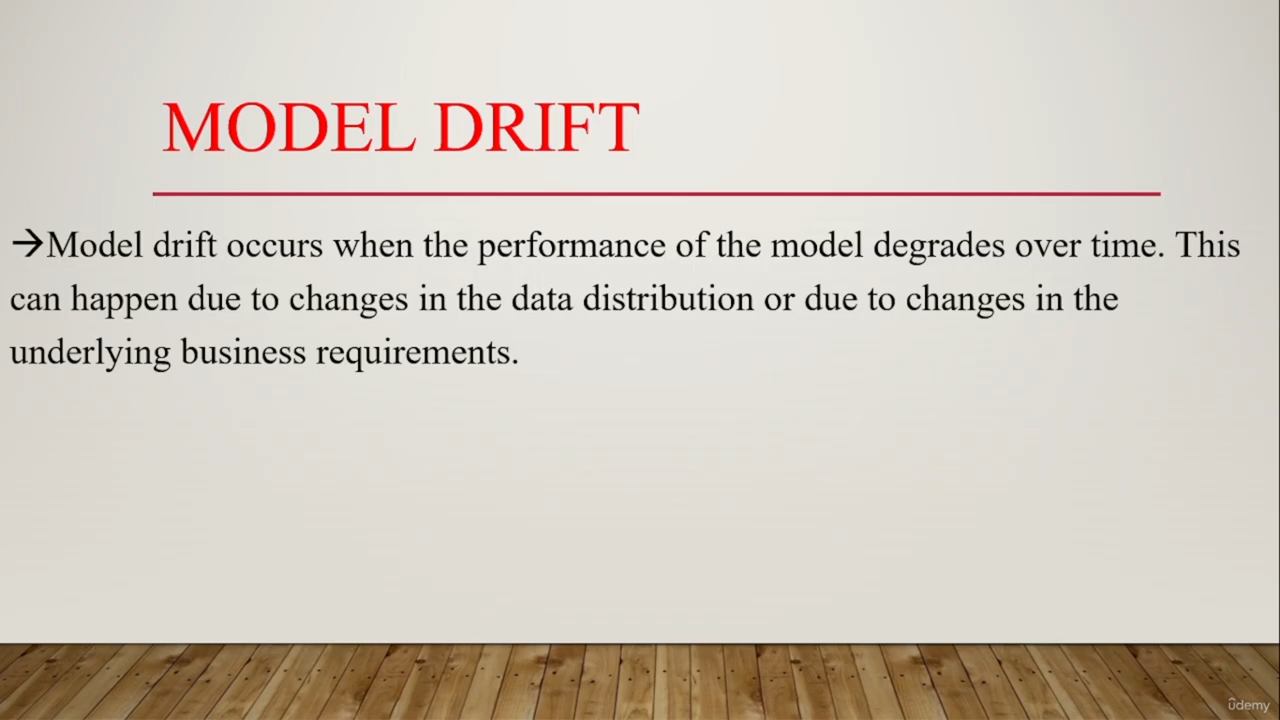 MODEL DRIFT
→Model drift occurs when the performance of the model degrades over time. This
can happen due to changes in the data distribution or due to changes in the
underlying business requirements.
ûdemy